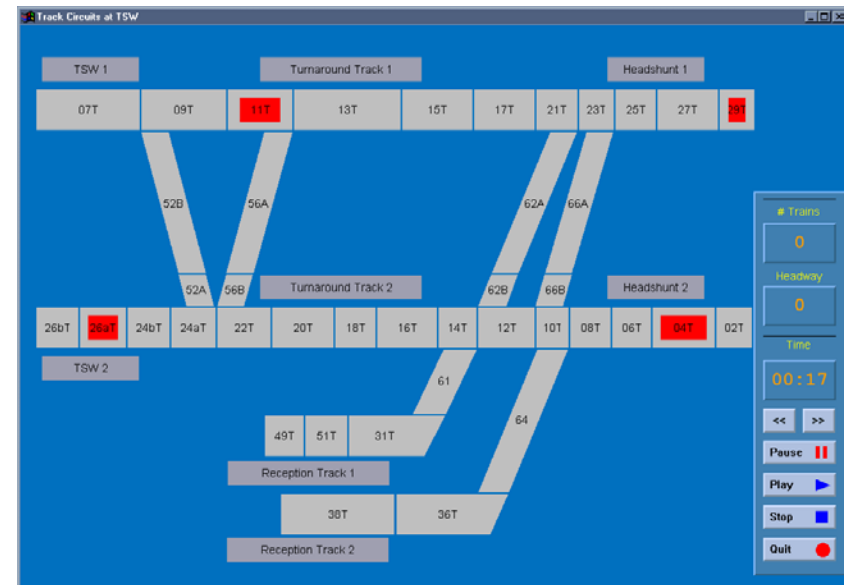 Track Circuits at TSW
TSW 1 Turnaround Track 1 Headshunt 1
07T 09T 11T 13T 15T 17T 21T 23T 25T 27T 29T
52B 56A 62A 66A
# Trains
0
Headway
0
52A 56B Turnaround Track 2 62B 66B Headshunt 2
26bT 26aT 24bT 24aT 22T 20T 18T 16T 14T 12T 10T 08T 06T 04T 02T
Time
00:17
TSW 2
61
<< >>
64
49T 51T 31T
Pause
Reception Track 1
Play
38T 36T
Stop
Reception Track 2
Quit